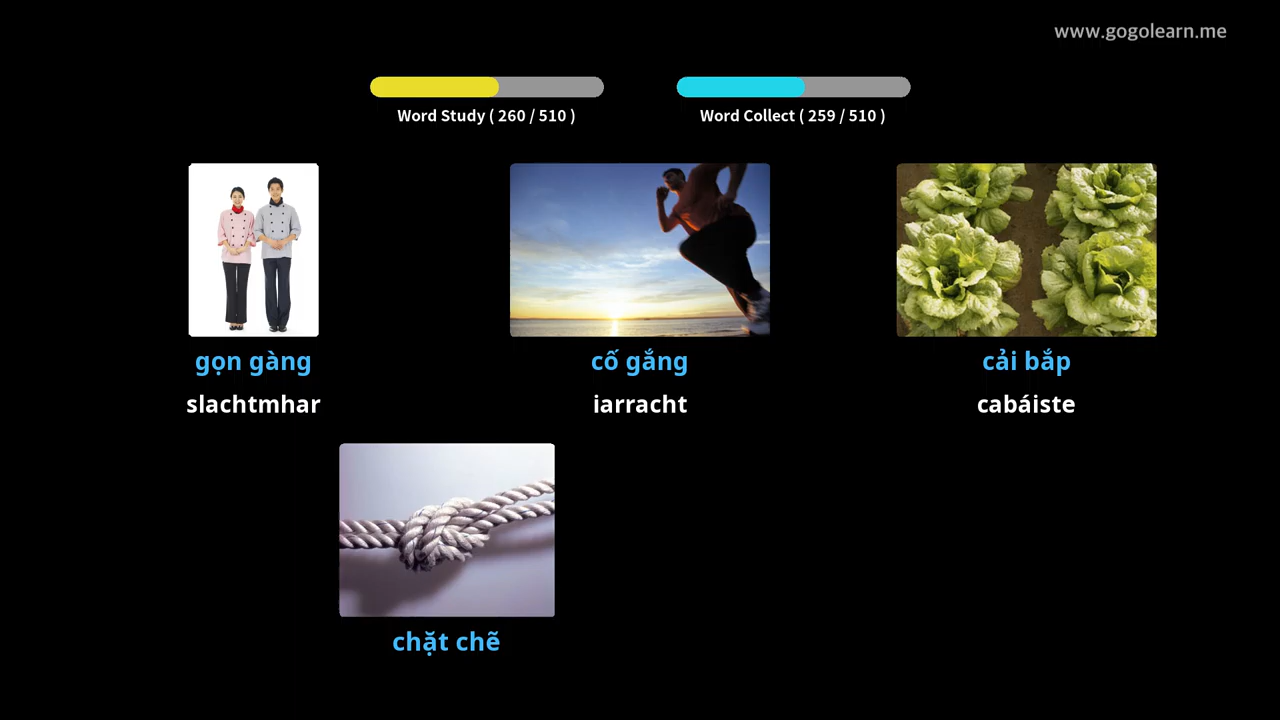 www.gogolearn.me
Word Study ( 260 / 510 )
Word Collect ( 259 / 510 )
gọn gàng
cố gắng
cải bắp
slachtmhar
iarracht
cabáiste
chặt chẽ